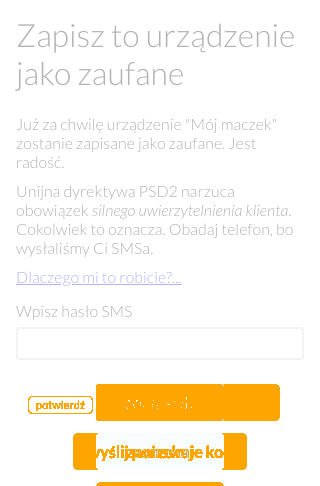 Zapisz to urządzenie
jako zaufane
Już za chwilę urządzenie "Mój maczek"
zostanie zapisane jako zaufane. Jest
radość.
Unijna dyrektywa PSD2 narzuca
obowiązek silnego uwierzytelnienia klienta.
Cokolwiek to oznacza. Obadaj telefon, bo
wysłaliśmy Ci SMSa.
Dlaczego mi to robicie?...
Wpisz hasło SMS
potwierdź